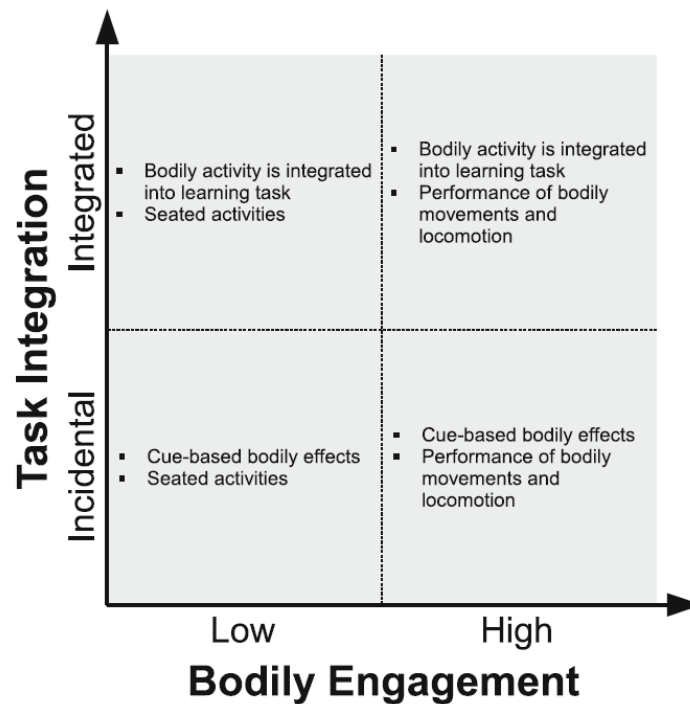 Task Integration
Integrated
Incidental
▪ Bodily activity is integrated
into learning task
▪ Seated activities
▪ Bodily activity is integrated
into learning task
▪ Performance of bodily
movements and
locomotion
▪ Cue-based bodily effects
▪ Seated activities
▪ Cue-based bodily effects
▪ Performance of bodily
movements and
locomotion
Low
High
Bodily Engagement